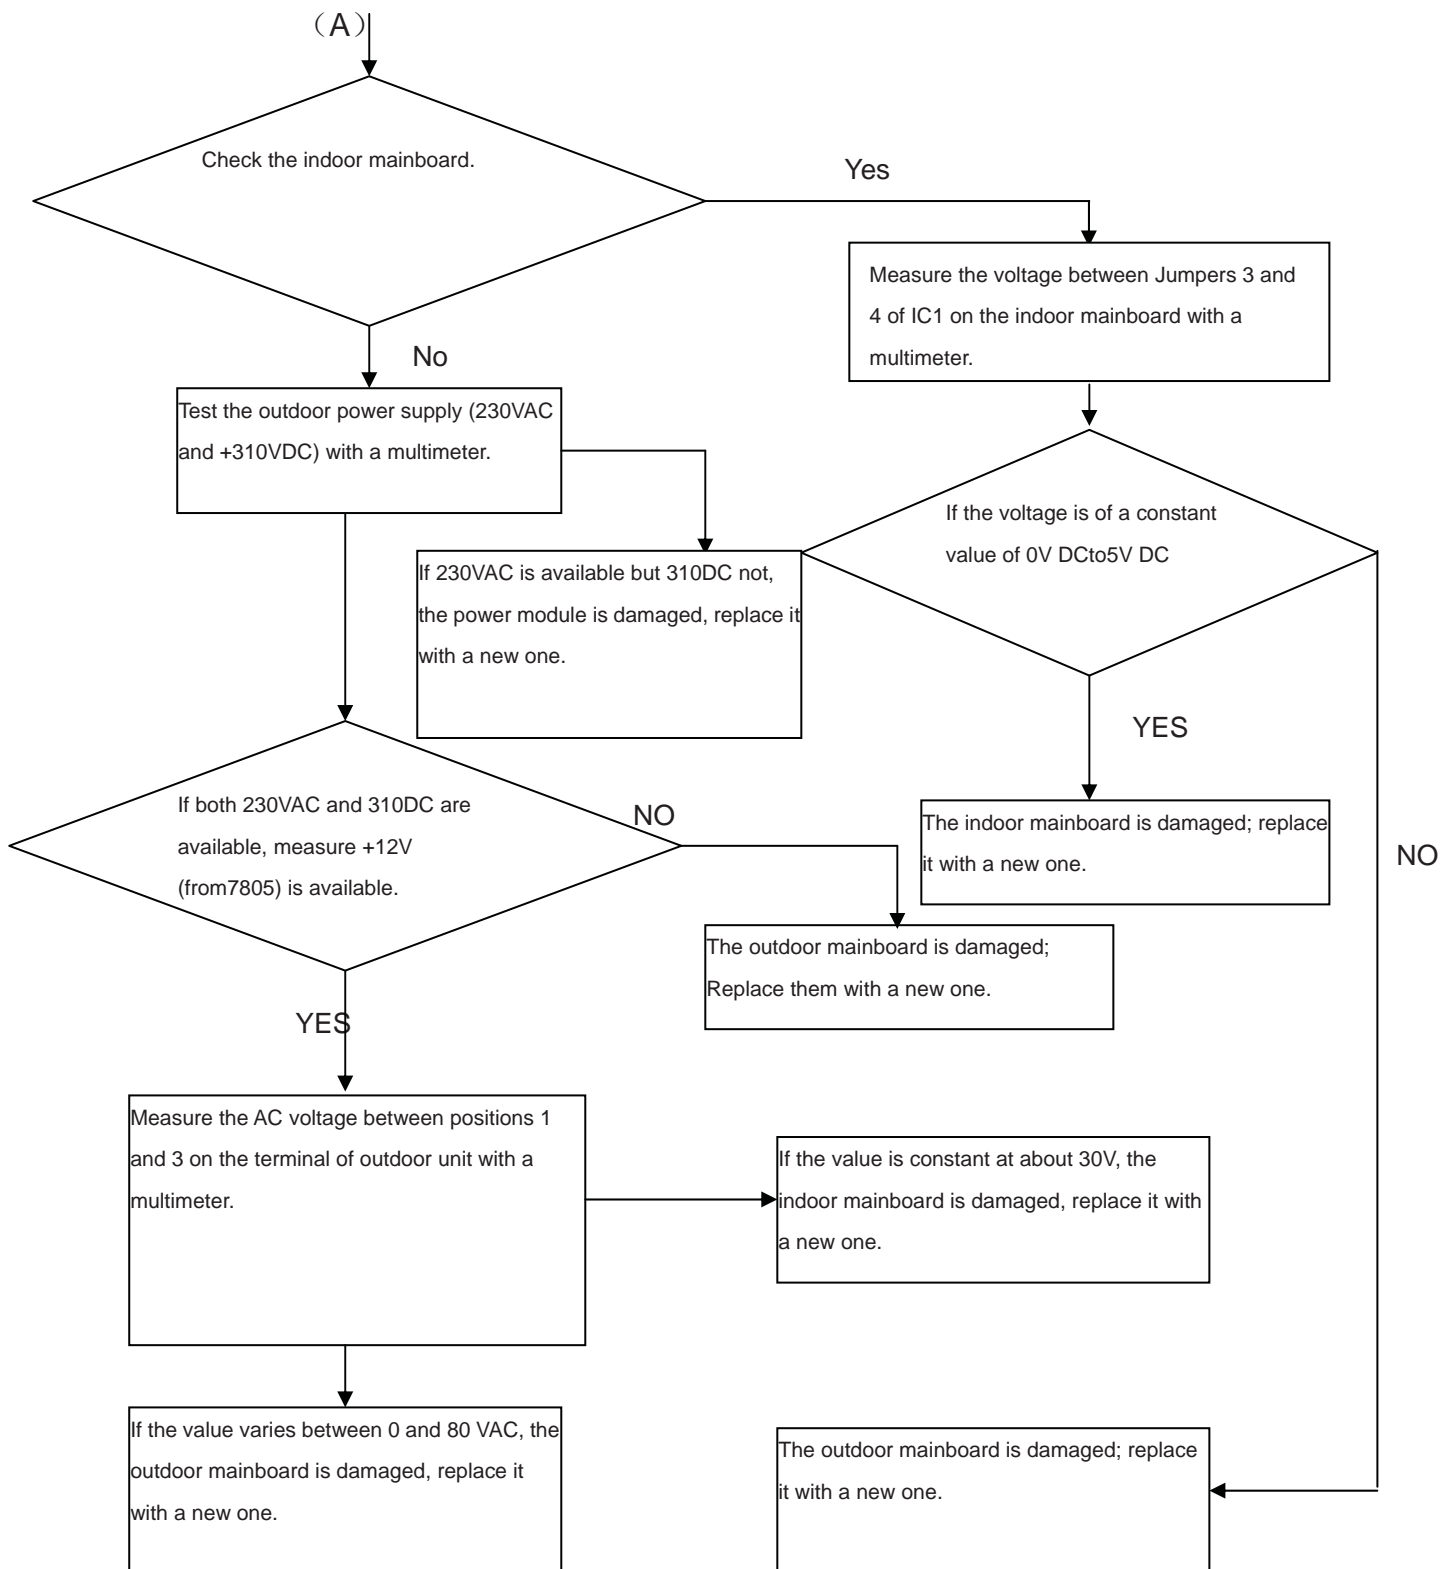 （A）
Check the indoor mainboard.
Yes
Measure the voltage between Jumpers 3 and
4 of IC1 on the indoor mainboard with a
multimeter.
No
Test the outdoor power supply (230VAC
and +310VDC) with a multimeter.
If the voltage is of a constant
value of 0V DCto5V DC
If 230VAC is available but 310DC not,
the power module is damaged, replace it
with a new one.
YES
If both 230VAC and 310DC are
available, measure +12V
(from7805) is available.
NO
The indoor mainboard is damaged; replace
it with a new one.
NO
The outdoor mainboard is damaged;
Replace them with a new one.
YES
Measure the AC voltage between positions 1
and 3 on the terminal of outdoor unit with a
multimeter.
If the value is constant at about 30V, the
indoor mainboard is damaged, replace it with
a new one.
If the value varies between 0 and 80 VAC, the
outdoor mainboard is damaged, replace it
with a new one.
The outdoor mainboard is damaged; replace
it with a new one.